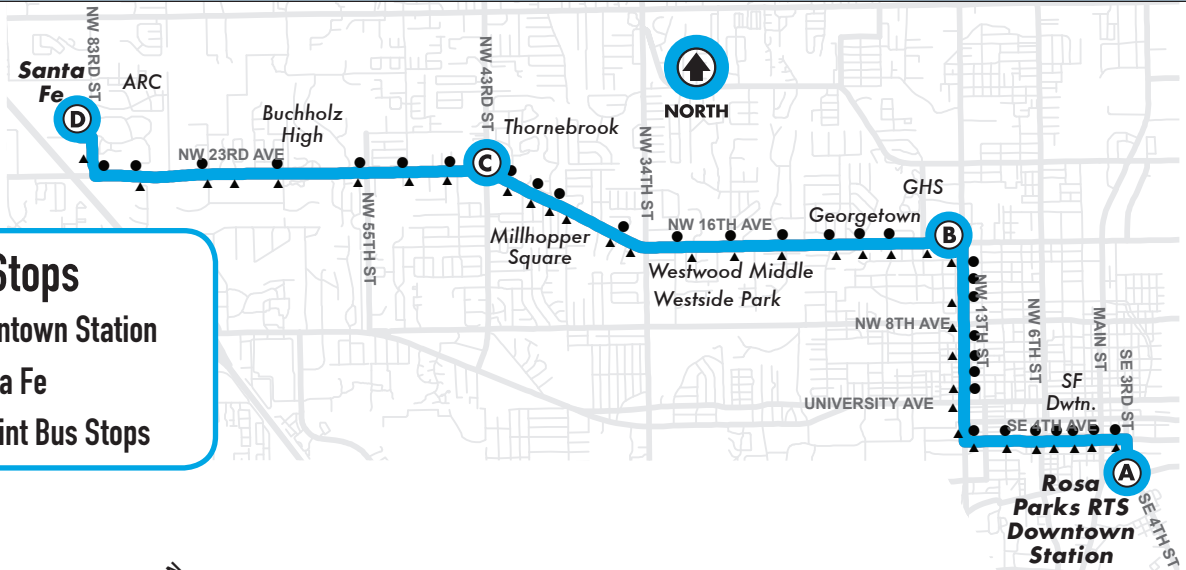 NW 83RD ST
Santa
Fe
D
ARC
Buchholz
High
NW 23RD AVE
NW 55TH ST
NW 43RD ST
C
Thornebrook
Millhopper
Square
NORTH
NW 34TH ST
NW 16TH AVE
Westwood Middle
Westside Park
Georgetown
GHS
B
NW 13TH ST
NW 8TH AVE
UNIVERSITY AVE
NW 6TH ST
MAIN ST
SE 3RD ST
SF
Dwtn.
SE 4TH AVE
A
Rosa
Parks RTS
Downtown
Station
SE 4TH ST
Stops
ntown Station
a Fe
int Bus Stops